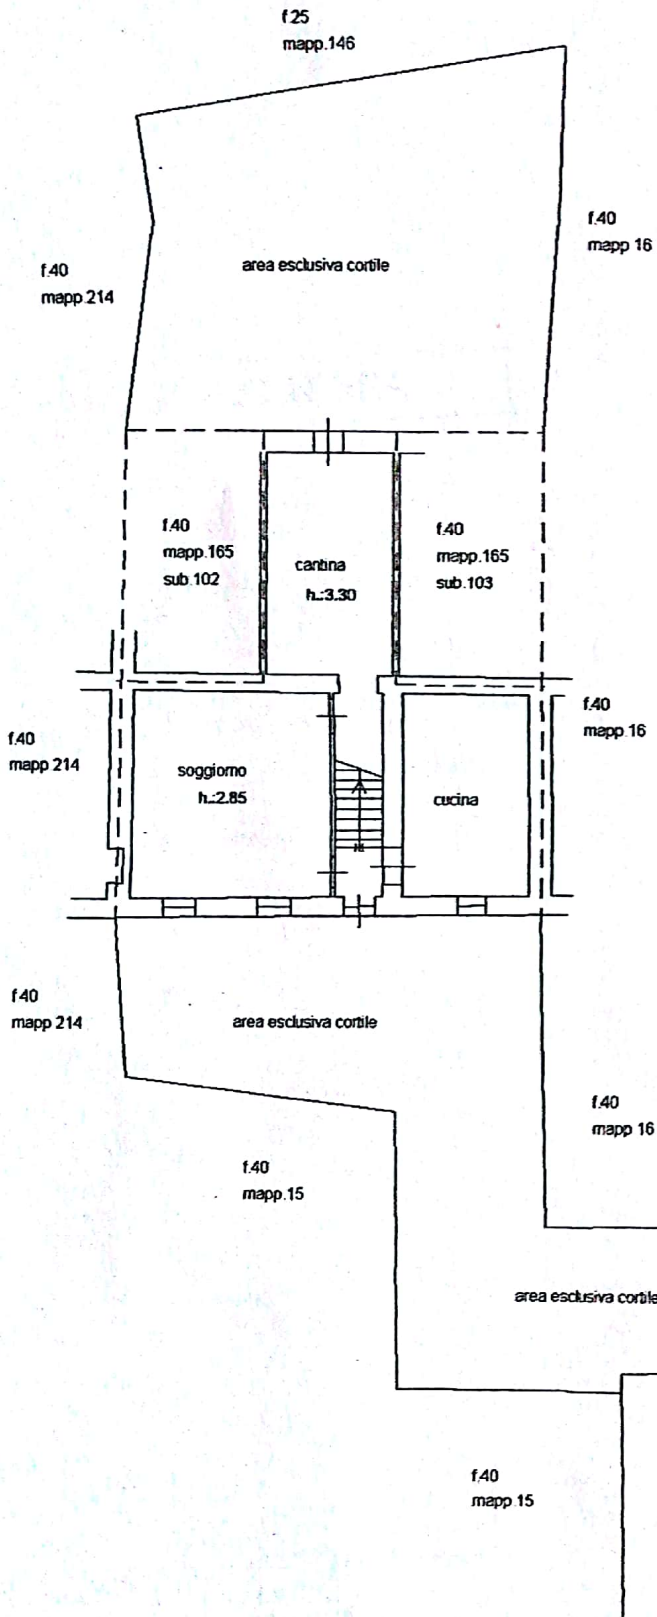 f.25
mapp.146
f.40
mapp 16
area esclusiva cortile
f.40
mapp.214
f.40
mapp.165
sub.102
f.40
mapp.165
sub.103
cantina
h.:3.30
f.40
mapp.16
f.40
mapp 214
soggiorno
h.:2.85
cucina
f.40
mapp 214
area esclusiva cortile
f.40
mapp 16
f.40
mapp.15
area esclusiva cortile
f.40
mapp.15